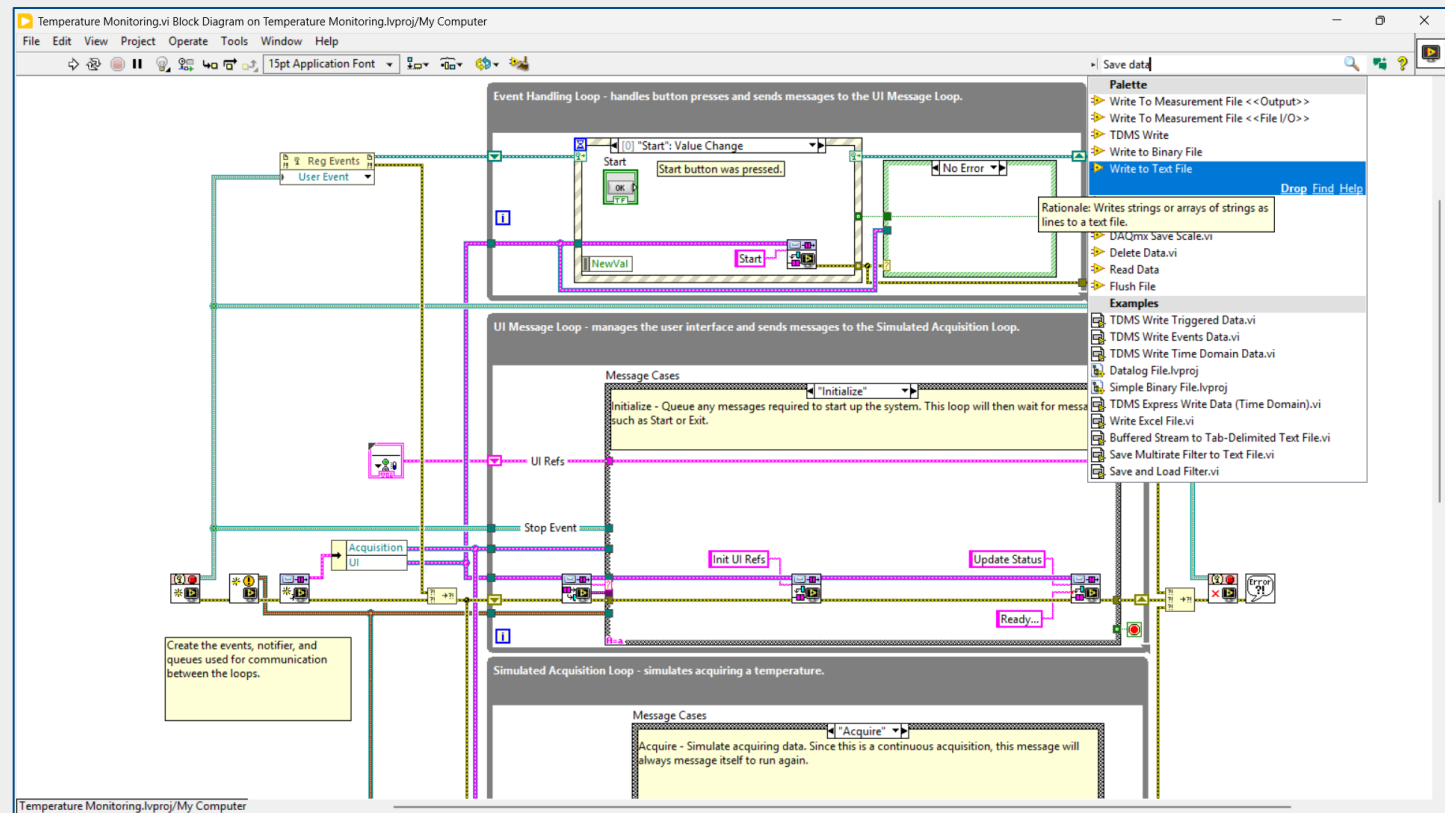 Temperature Monitoring.vi Block Diagram on Temperature Monitoring.lvproj/My Computer
File Edit View Project Operate Tools Window Help
15pt Application Font
Save data
Palette
Write To Measurement File <<Output>>
Write To Measurement File <<File I/O>>
TDMS Write
Write to Binary File
Write to Text File
Drop Find Help
Rationale: Writes strings or arrays of strings as
lines to a text file.
DAQmx Save Scale.vi
Delete Data.vi
Read Data
Flush File
Examples
TDMS Write Triggered Data.vi
TDMS Write Events Data.vi
TDMS Write Time Domain Data.vi
Datalog File.lvproj
Simple Binary File.lvproj
TDMS Express Write Data (Time Domain).vi
Write Excel File.vi
Buffered Stream to Tab-Delimited Text File.vi
Save Multirate Filter to Text File.vi
Save and Load Filter.vi
Event Handling Loop - handles button presses and sends messages to the UI Message Loop.
[0] "Start": Value Change
Start
Start button was pressed.
OK
TF
No Error
Reg Events
User Event
i
NewVal
Start
UI Message Loop - manages the user interface and sends messages to the Simulated Acquisition Loop.
Message Cases
"Initialize"
Initialize - Queue any messages required to start up the system. This loop will then wait for messa
such as Start or Exit.
UI Refs
Stop Event
Acquisition
UI
Init UI Refs
Update Status
Ready...
Error
?!
i
A=a
Create the events, notifier, and
queues used for communication
between the loops.
Simulated Acquisition Loop - simulates acquiring a temperature.
Message Cases
"Acquire"
Acquire - Simulate acquiring data. Since this is a continuous acquisition, this message will
always message itself to run again.
Temperature Monitoring.lvproj/My Computer